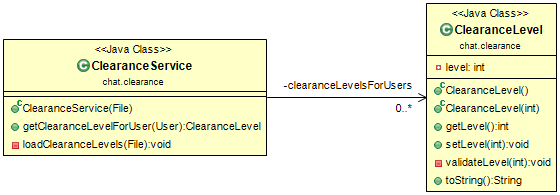 <<Java Class>>
ClearanceService
chat.clearance
ClearanceService(File)
getClearanceLevelForUser(User):ClearanceLevel
loadClearanceLevels(File):void
-clearanceLevelsForUsers
0..*
<<Java Class>>
ClearanceLevel
chat.clearance
level: int
ClearanceLevel()
ClearanceLevel(int)
getLevel():int
setLevel(int):void
validateLevel(int):void
toString():String